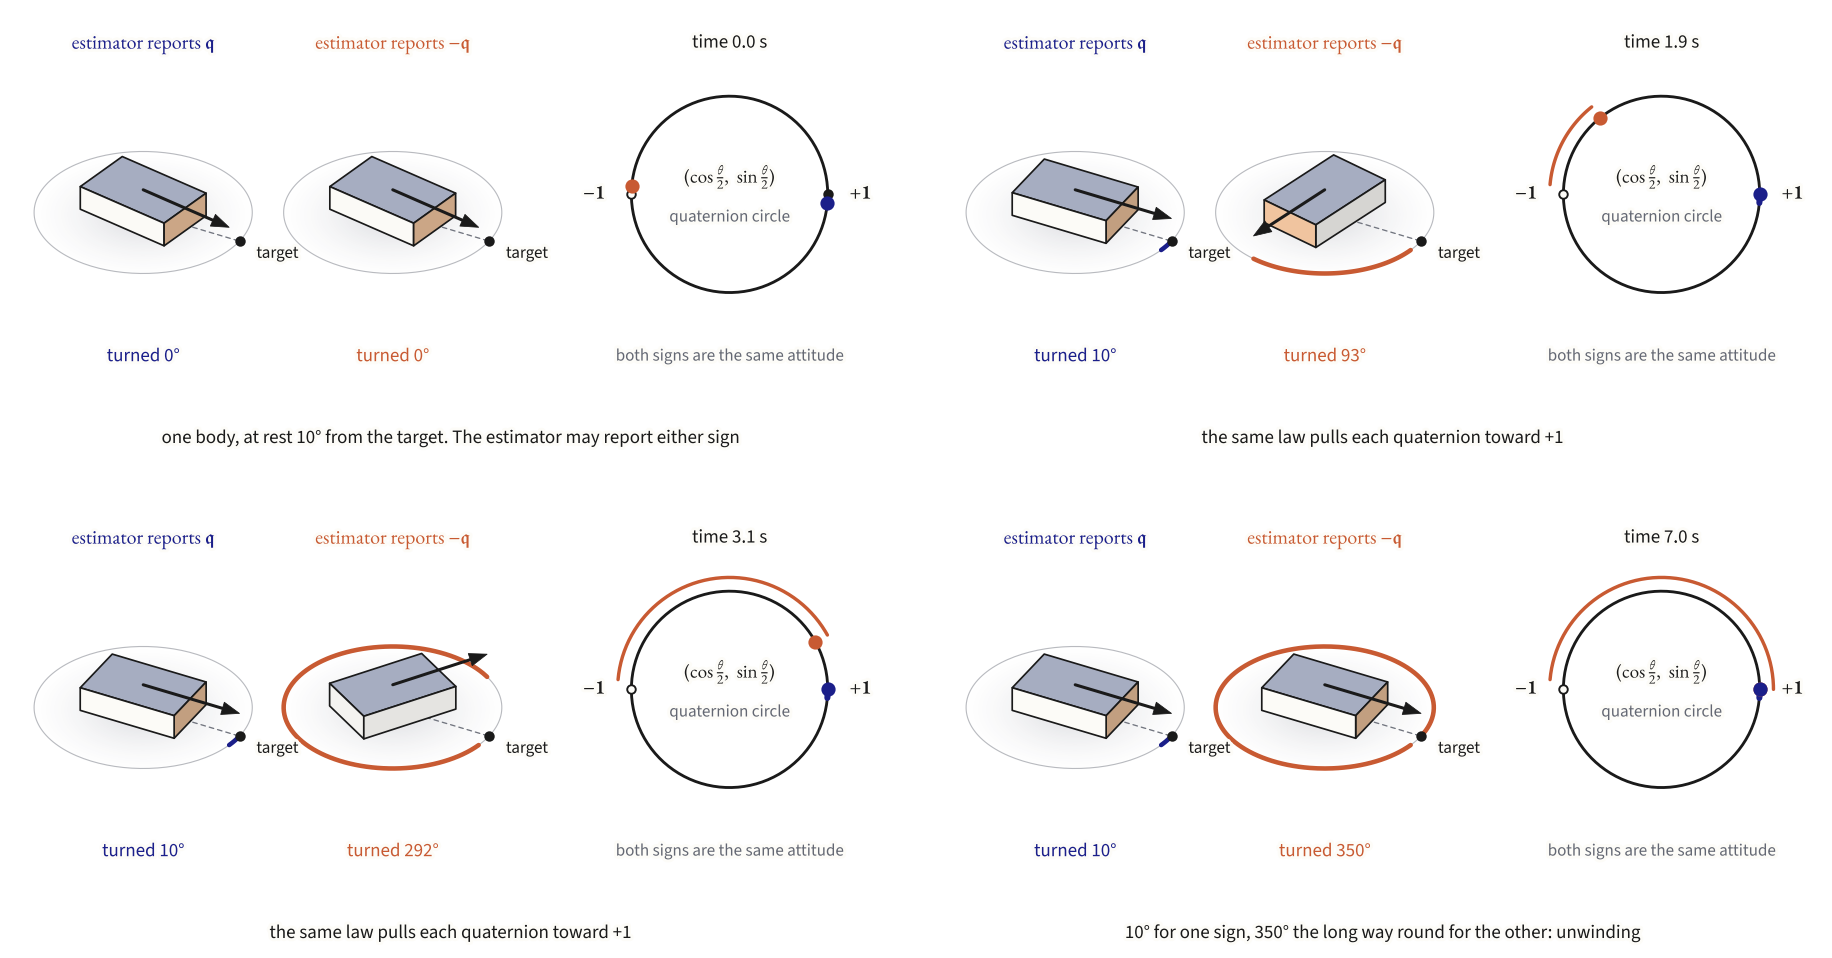 estimator reports 𝖖
estimator reports −𝖖
time 0.0 s
−1
(cos θ/2, sin θ/2)
+1
quaternion circle
target
target
turned 0°
turned 0°
both signs are the same attitude
one body, at rest 10° from the target. The estimator may report either sign
estimator reports 𝖖
estimator reports −𝖖
time 1.9 s
−1
(cos θ/2, sin θ/2)
+1
quaternion circle
target
target
turned 10°
turned 93°
both signs are the same attitude
the same law pulls each quaternion toward +1
estimator reports 𝖖
estimator reports −𝖖
time 3.1 s
−1
(cos θ/2, sin θ/2)
+1
quaternion circle
target
target
turned 10°
turned 292°
both signs are the same attitude
the same law pulls each quaternion toward +1
estimator reports 𝖖
estimator reports −𝖖
time 7.0 s
−1
(cos θ/2, sin θ/2)
+1
quaternion circle
target
target
turned 10°
turned 350°
both signs are the same attitude
10° for one sign, 350° the long way round for the other: unwinding